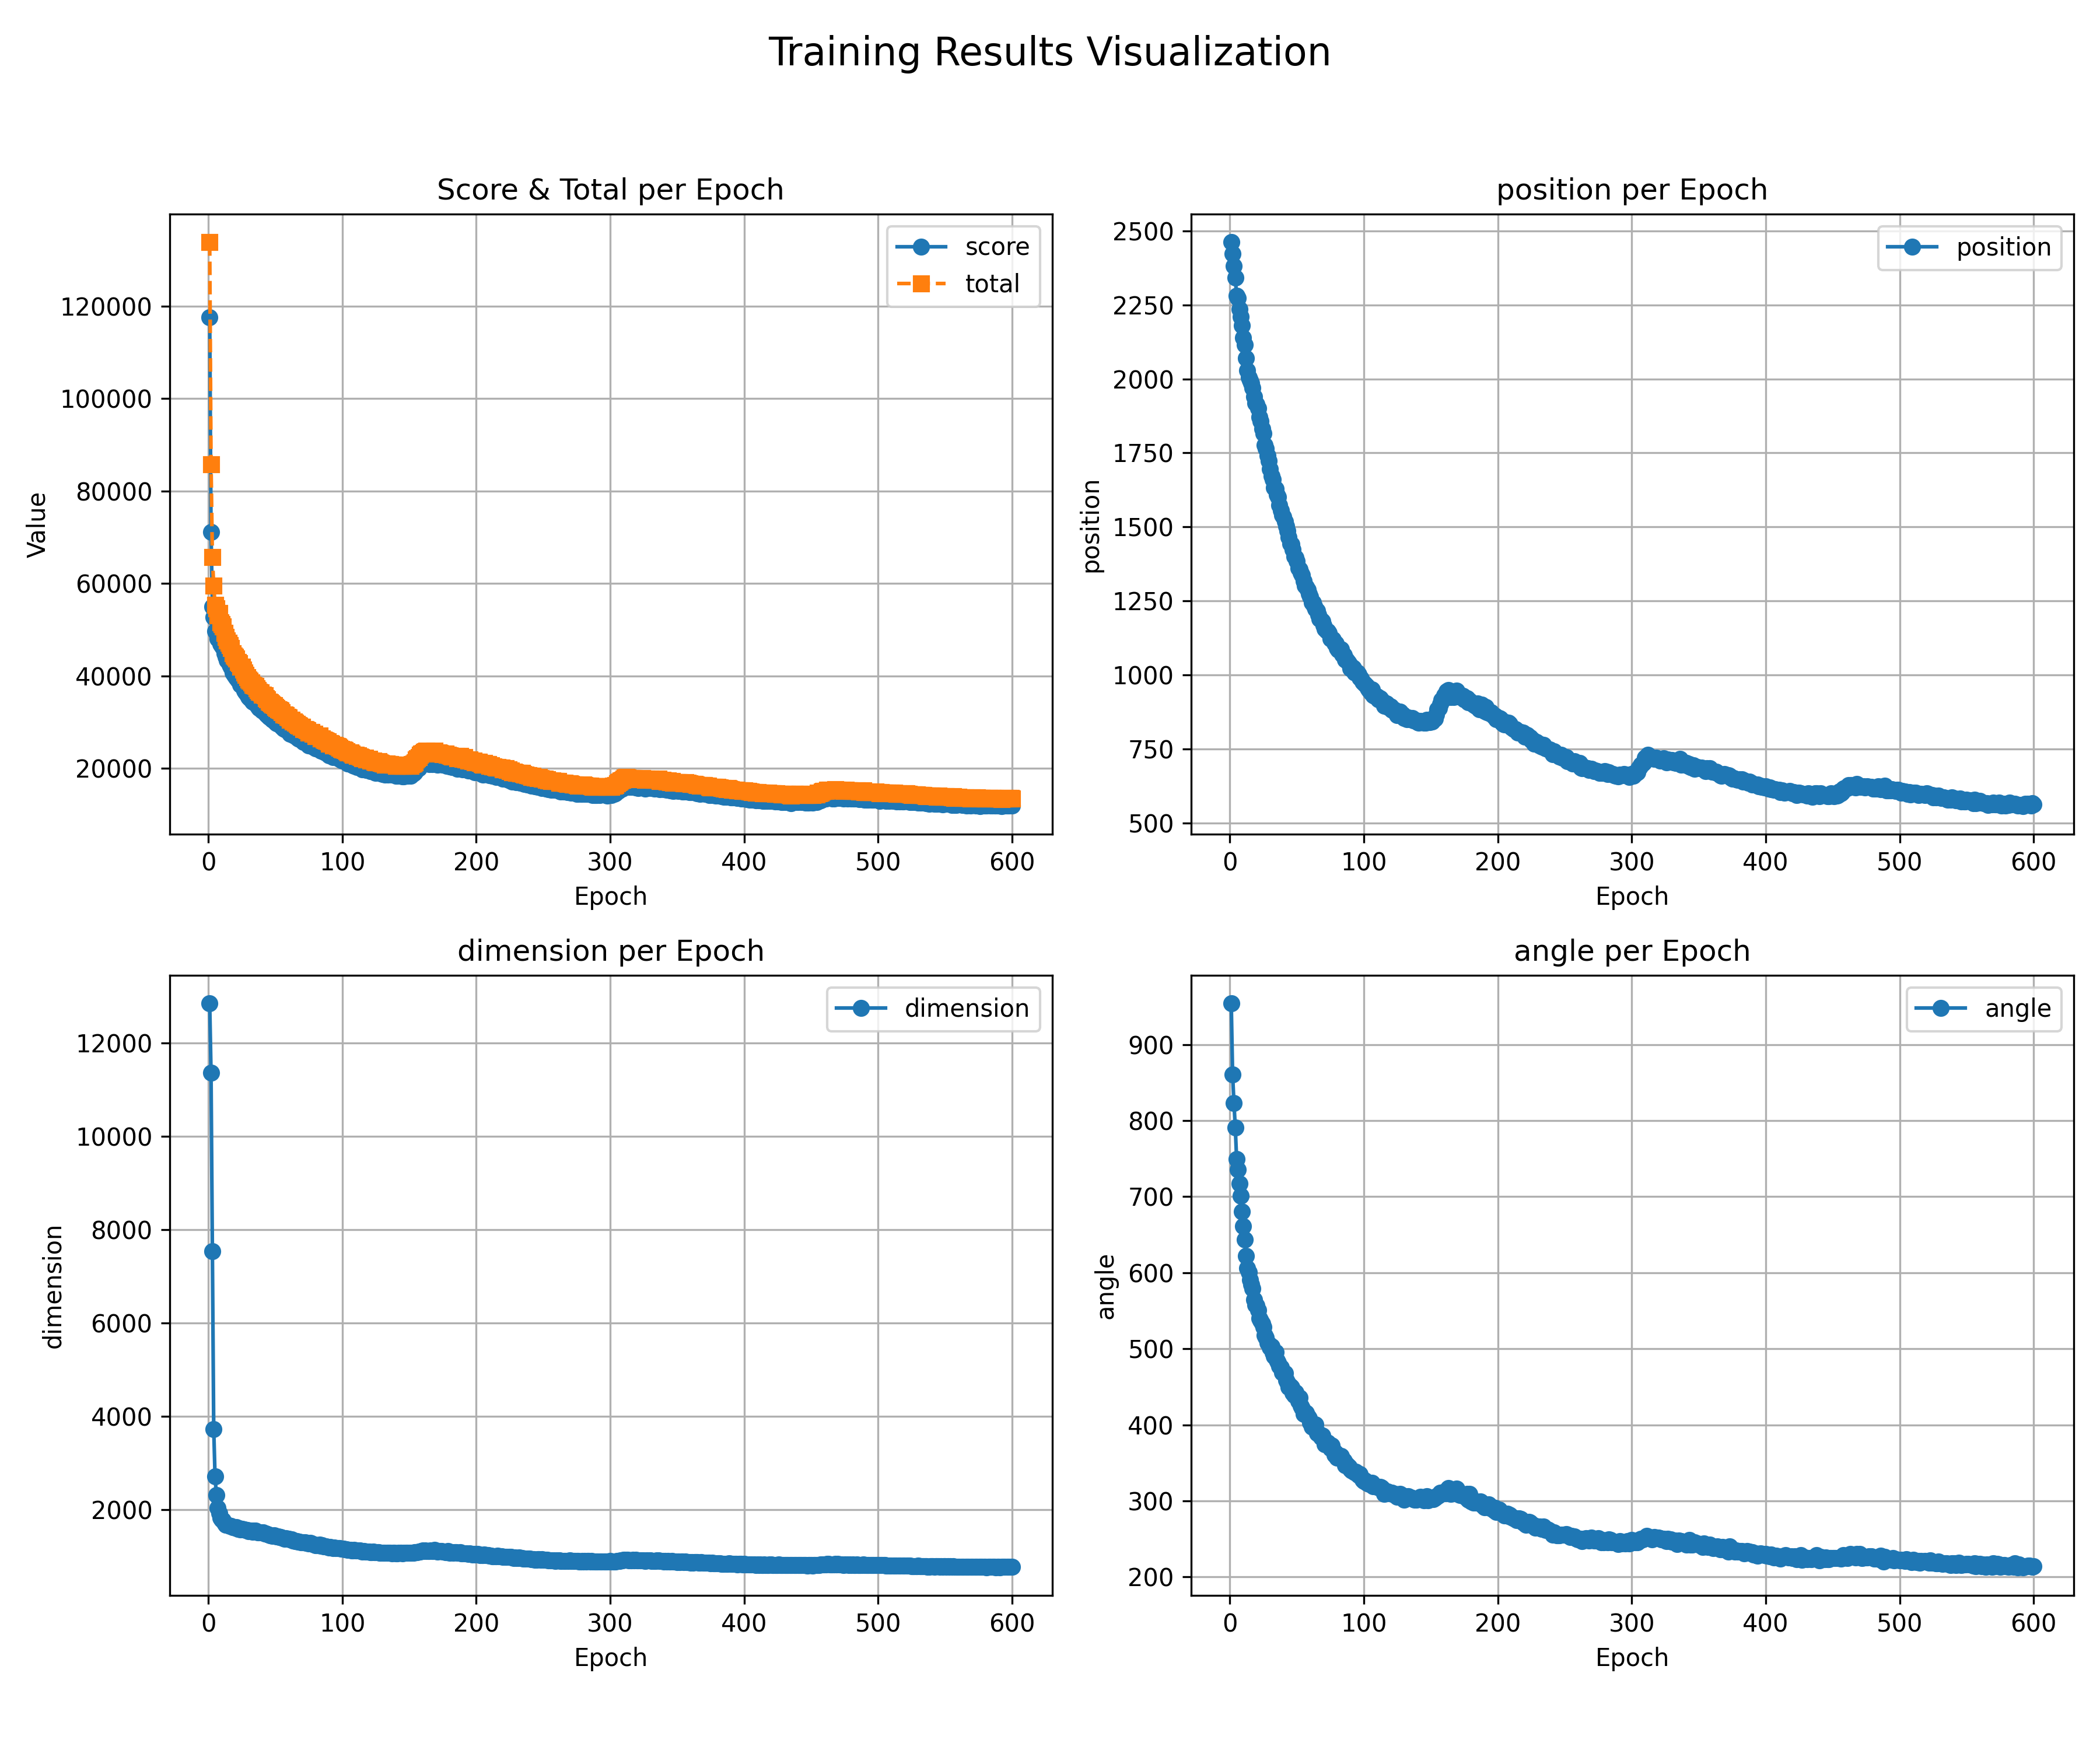 Training Results Visualization
Score & Total per Epoch
score
total
120000
100000
80000
60000
40000
20000
Value
0 100 200 300 400 500 600
Epoch
position per Epoch
position
2500
2250
2000
1750
1500
1250
1000
750
500
position
0 100 200 300 400 500 600
Epoch
dimension per Epoch
dimension
12000
10000
8000
6000
4000
2000
dimension
0 100 200 300 400 500 600
Epoch
angle per Epoch
angle
900
800
700
600
500
400
300
200
angle
0 100 200 300 400 500 600
Epoch